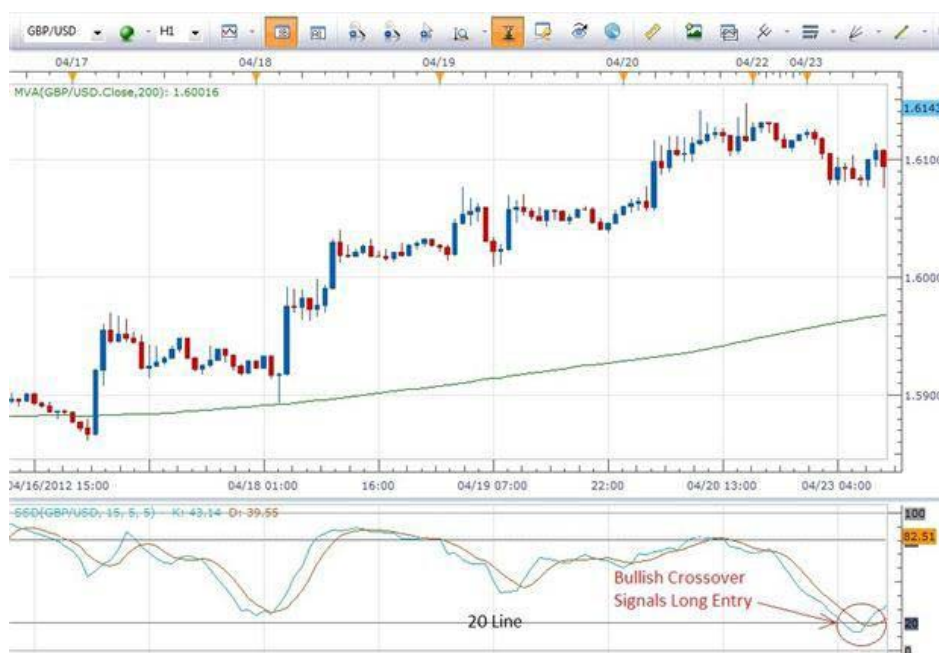 GBP/USD H1
04/17 04/18 04/19 04/20 04/22 04/23
MVA(GBP/USD.Close,200): 1.60016
1.6143
1.6100
1.6000
1.5900
04/16/2012 15:00 04/18 01:00 16:00 04/19 07:00 22:00 04/20 13:00 04/23 04:00
SSD(GBP/USD, 15, 5, 5) - K: 43.14 D: 39.55
100
82.51
Bullish Crossover
Signals Long Entry
20 Line
20
0